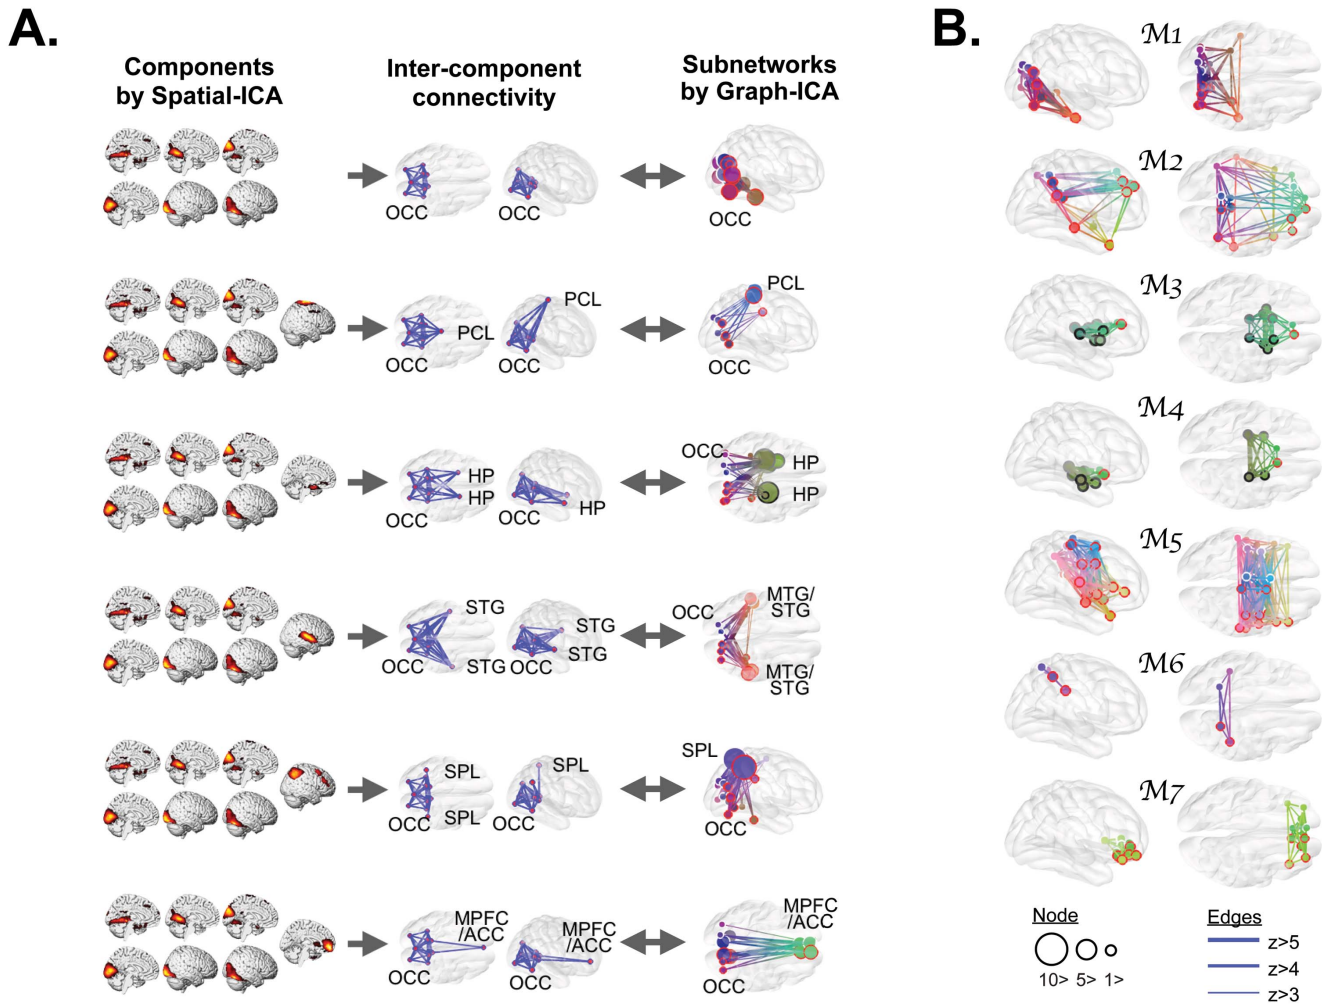 A.
Components
by Spatial-ICA
Inter-component
connectivity
Subnetworks
by Graph-ICA
OCC
OCC
OCC
PCL
PCL
OCC
OCC
PCL
OCC
HP
HP
OCC
HP
OCC
OCC
HP
HP
STG
STG
OCC
STG
STG
OCC
OCC
MTG/
STG
MTG/
STG
SPL
SPL
OCC
SPL
OCC
SPL
OCC
MPFC
/ACC
OCC
MPFC
/ACC
OCC
MPFC
/ACC
OCC
B.
M1
M2
M3
M4
M5
M6
M7
Node
10> 5> 1>
Edges
z>5
z>4
z>3